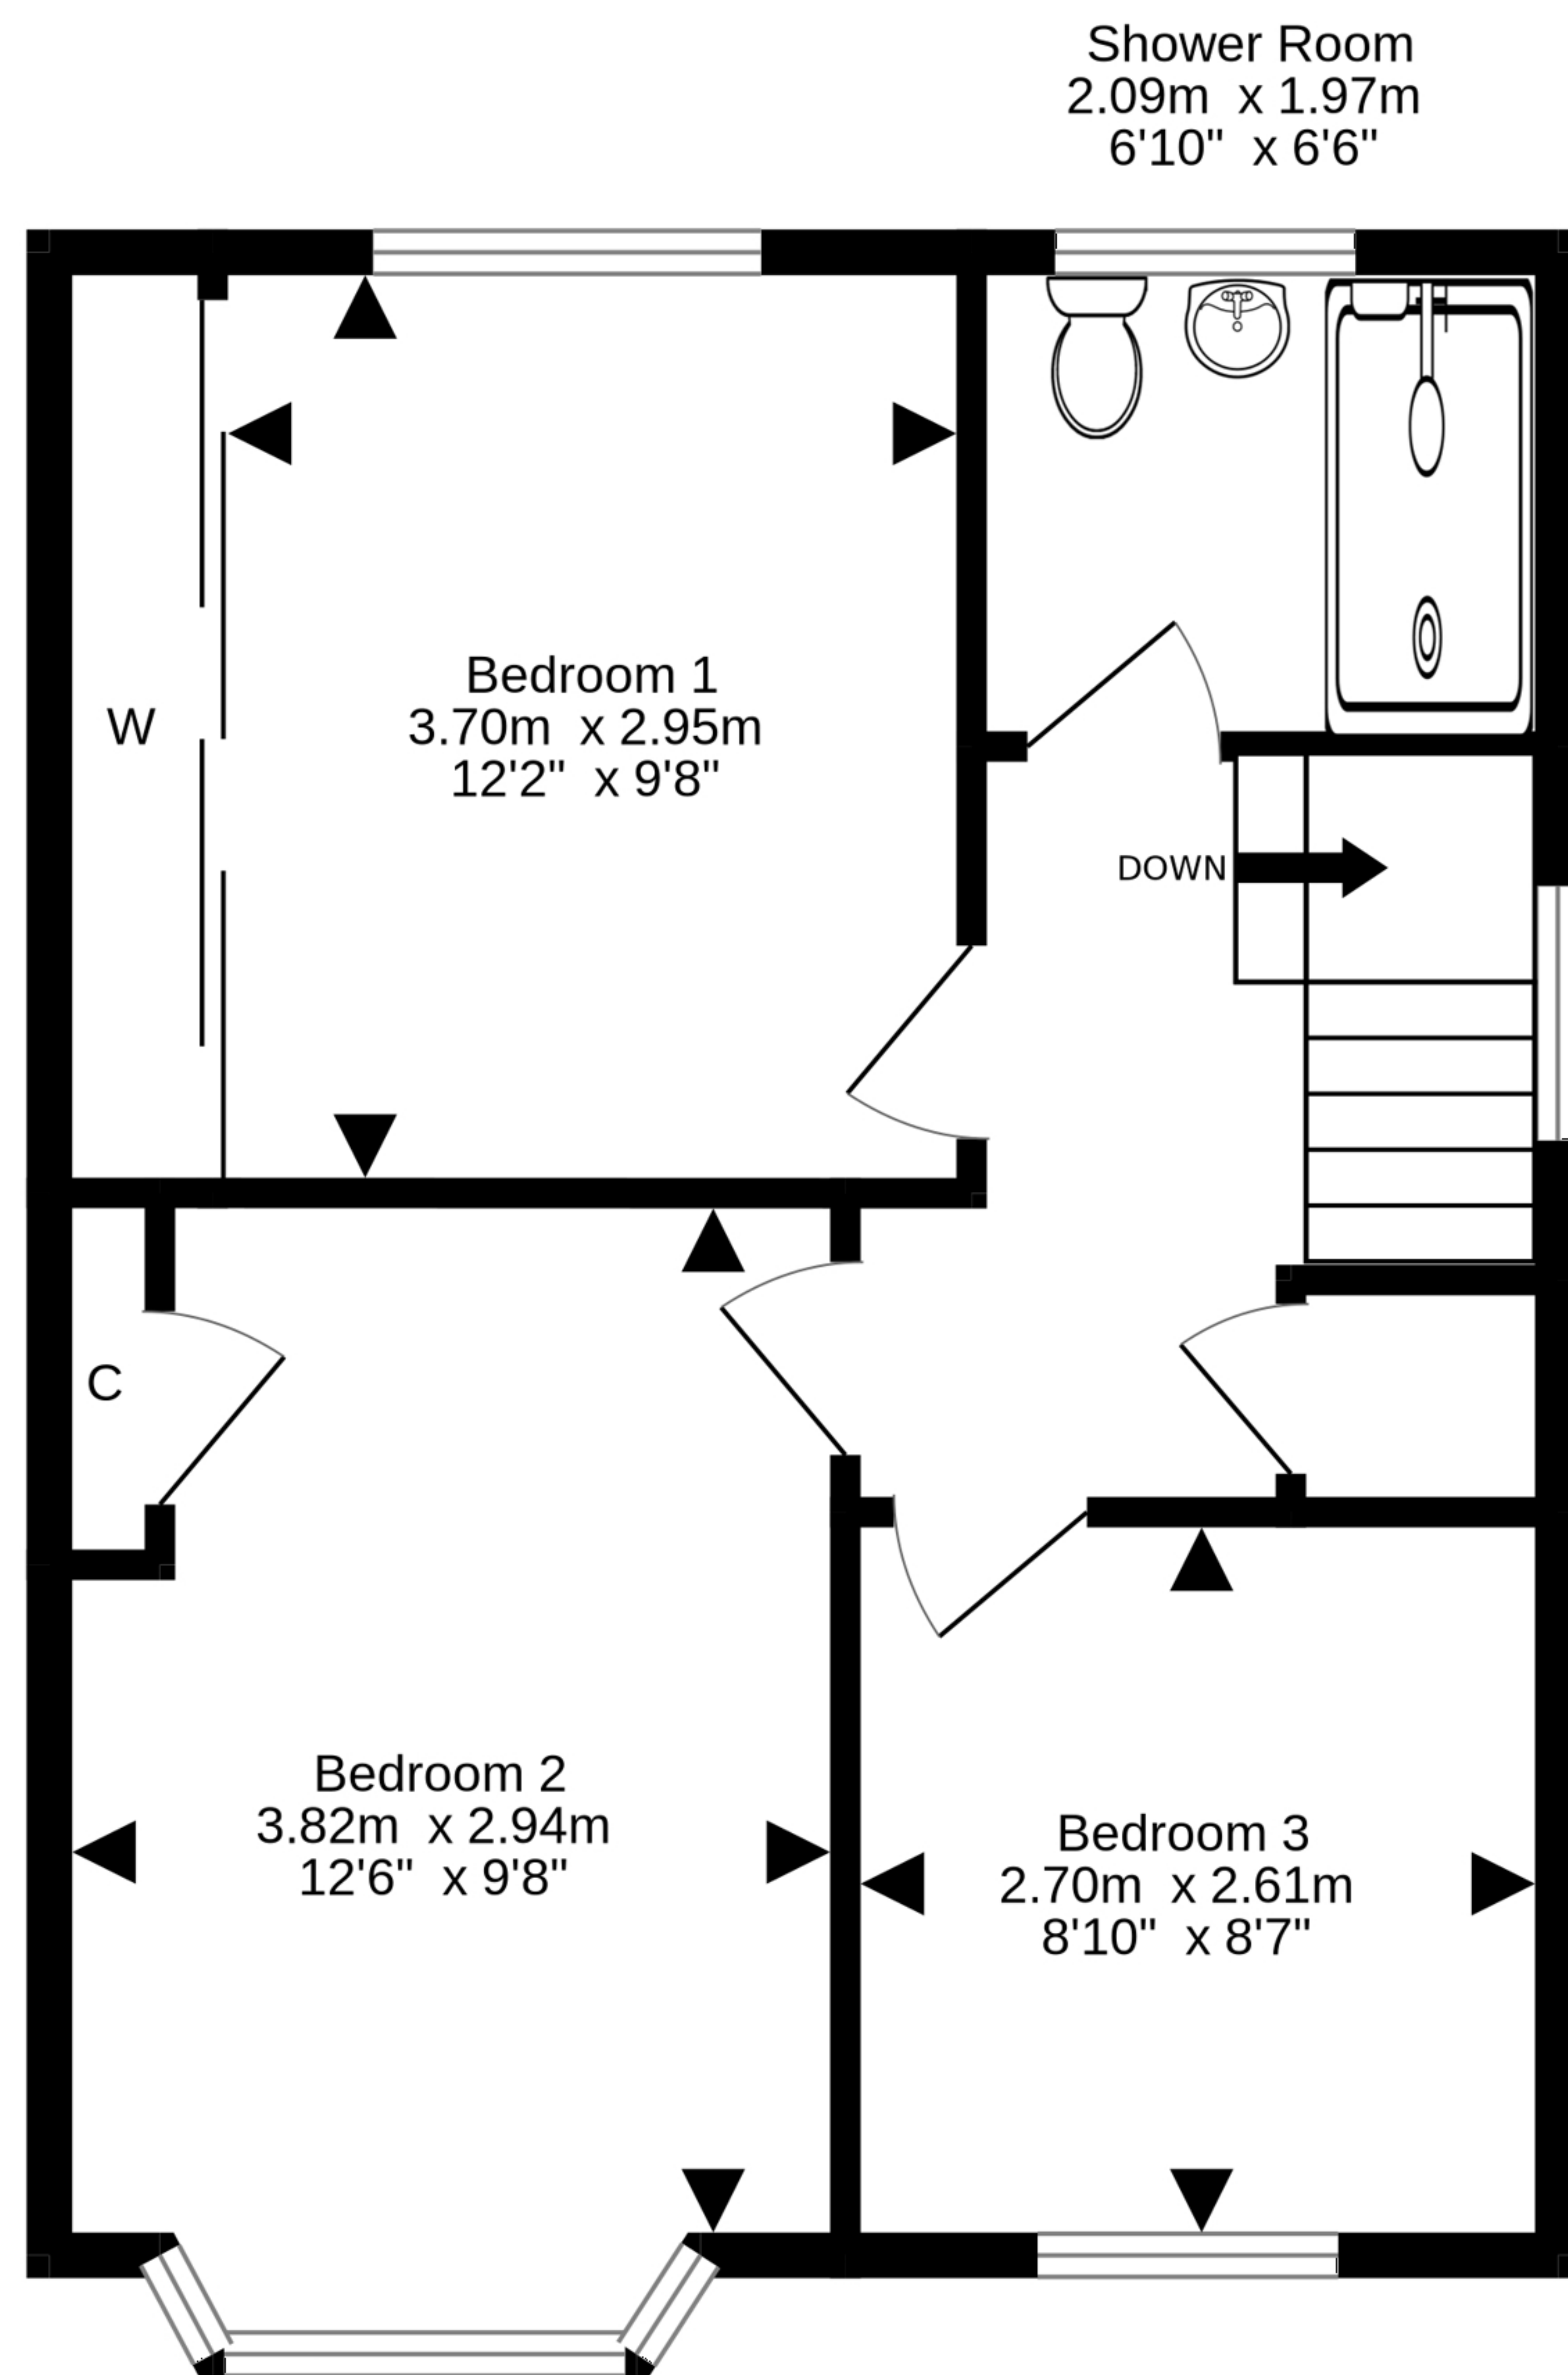 Shower Room
2.09m x 1.97m
6'10" x 6'6"
W
Bedroom 1
3.70m x 2.95m
12'2" x 9'8"
DOWN
C
Bedroom 2
3.82m x 2.94m
12'6" x 9'8"
Bedroom 3
2.70m x 2.61m
8'10" x 8'7"